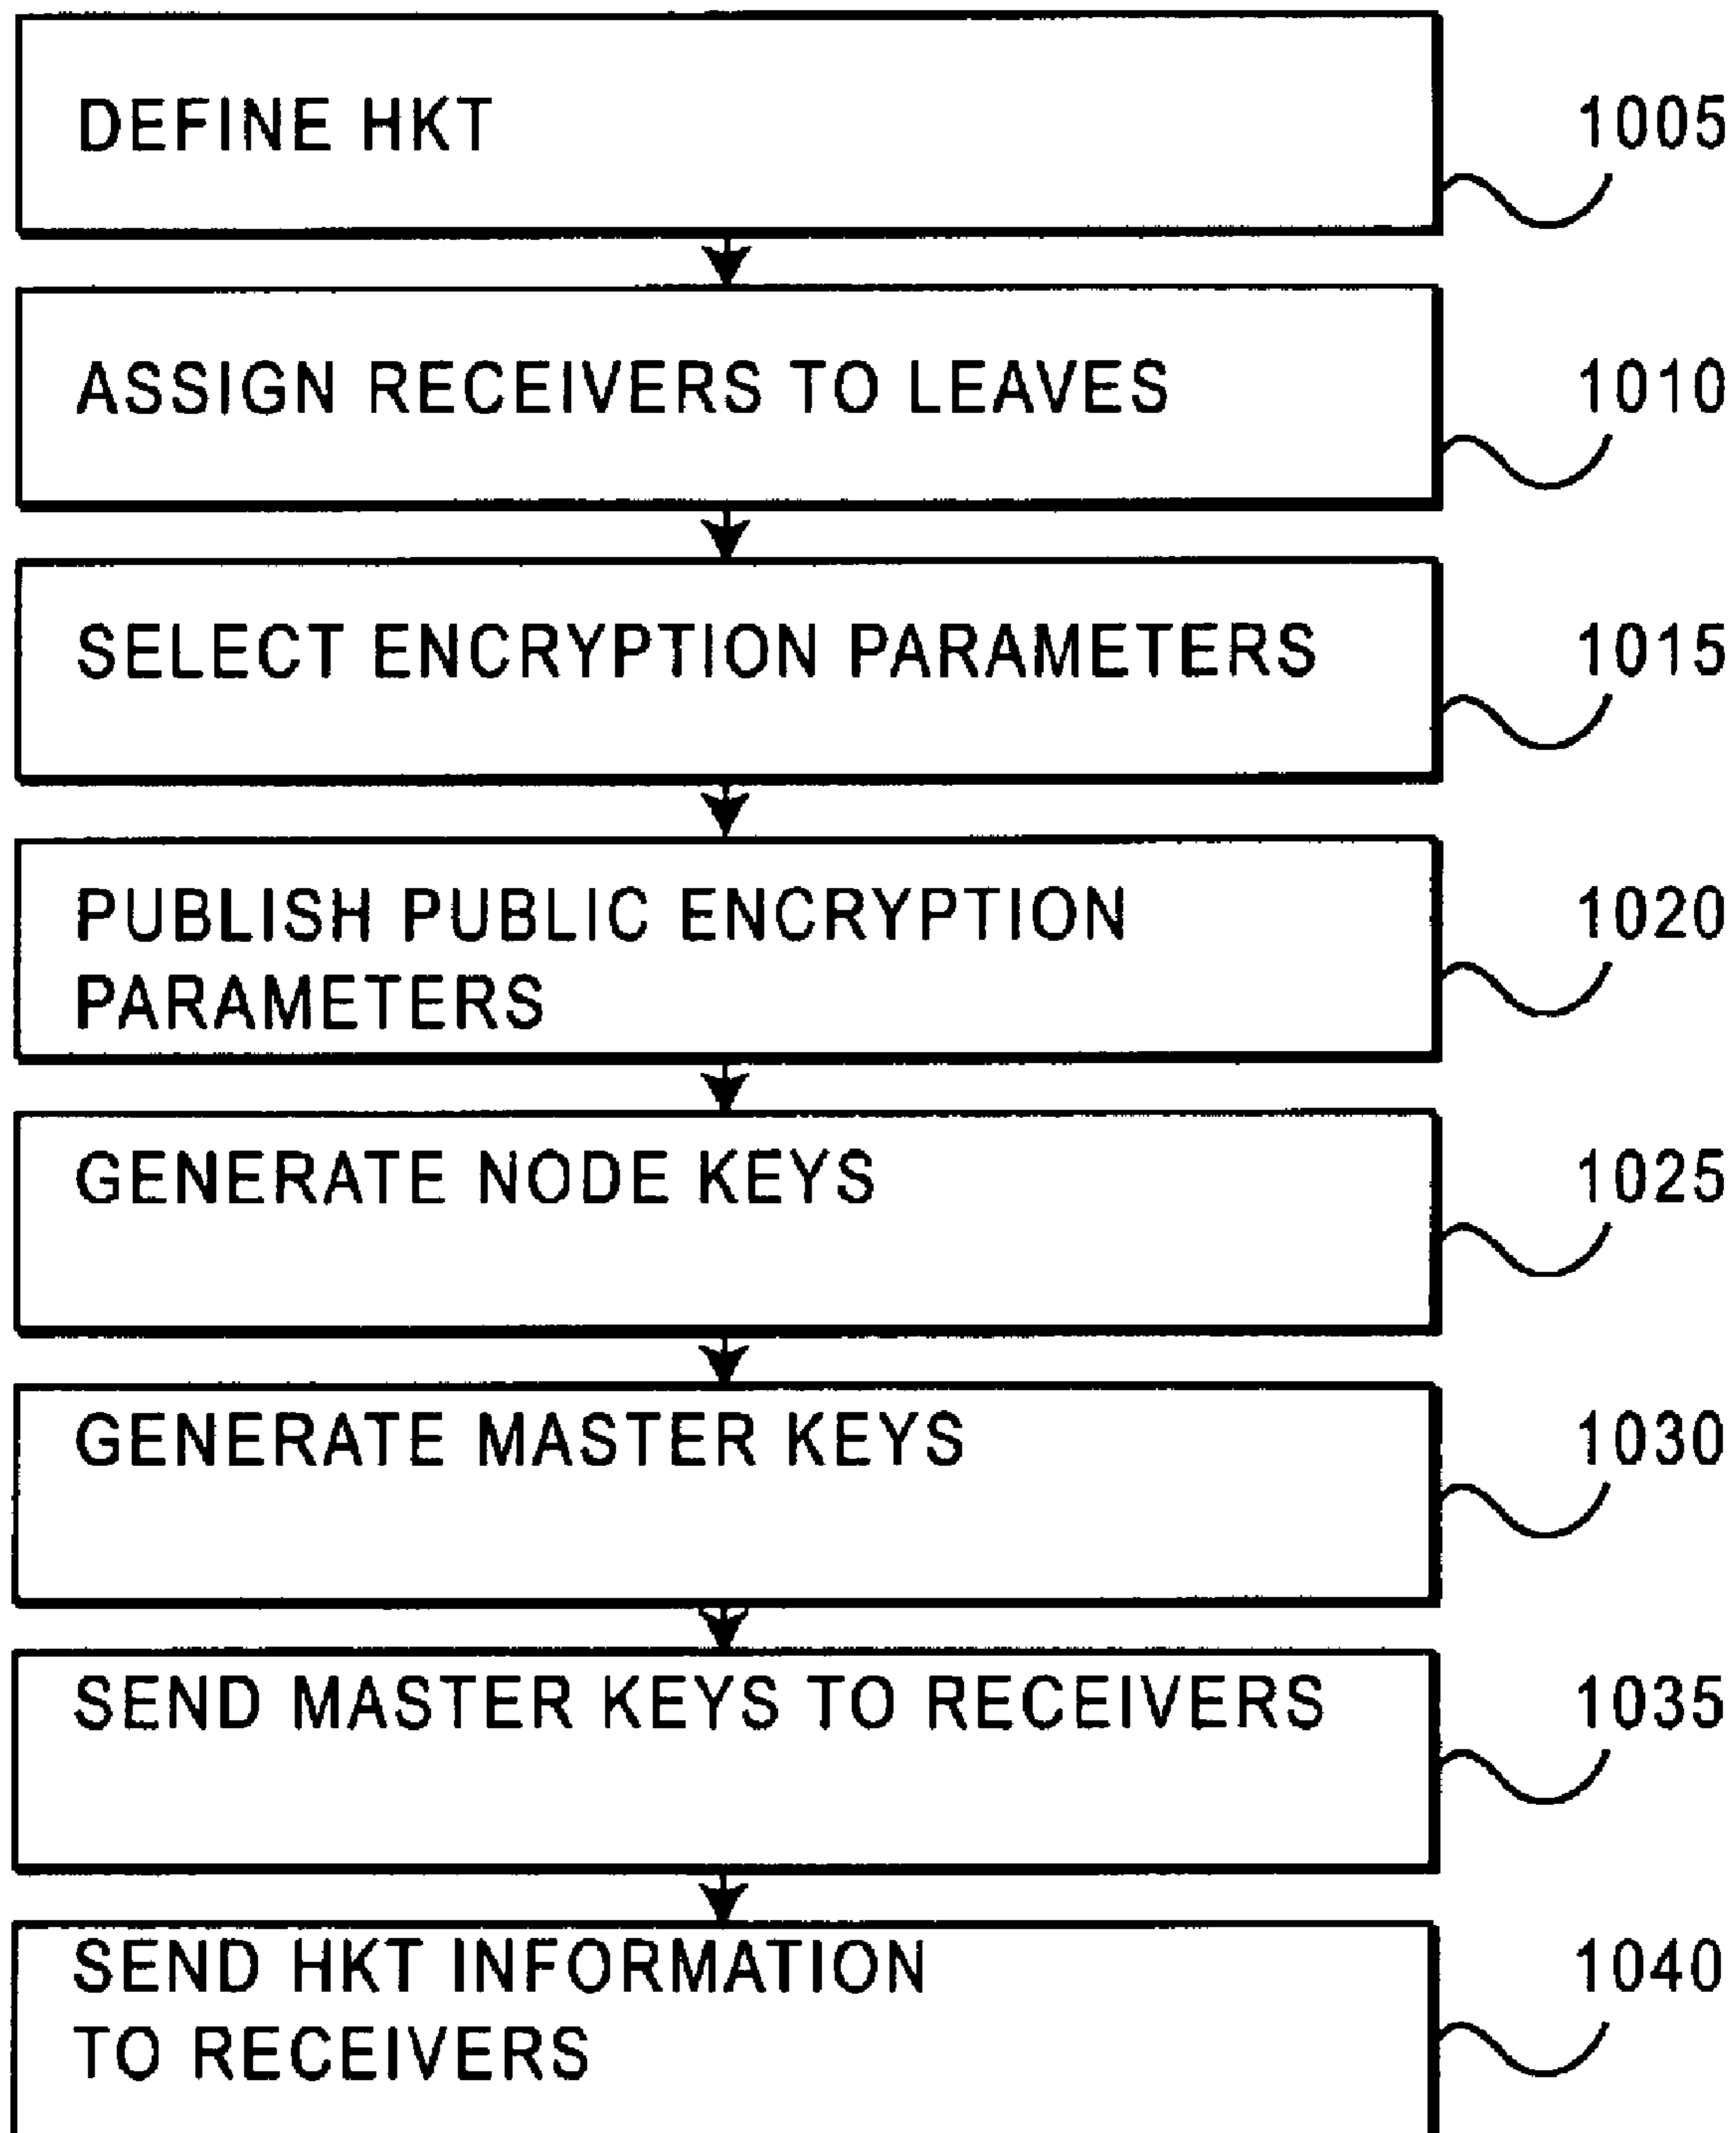 DEFINE HKT
1005
ASSIGN RECEIVERS TO LEAVES
1010
SELECT ENCRYPTION PARAMETERS
1015
PUBLISH PUBLIC ENCRYPTION
PARAMETERS
1020
GENERATE NODE KEYS
1025
GENERATE MASTER KEYS
1030
SEND MASTER KEYS TO RECEIVERS
1035
SEND HKT INFORMATION
TO RECEIVERS
1040